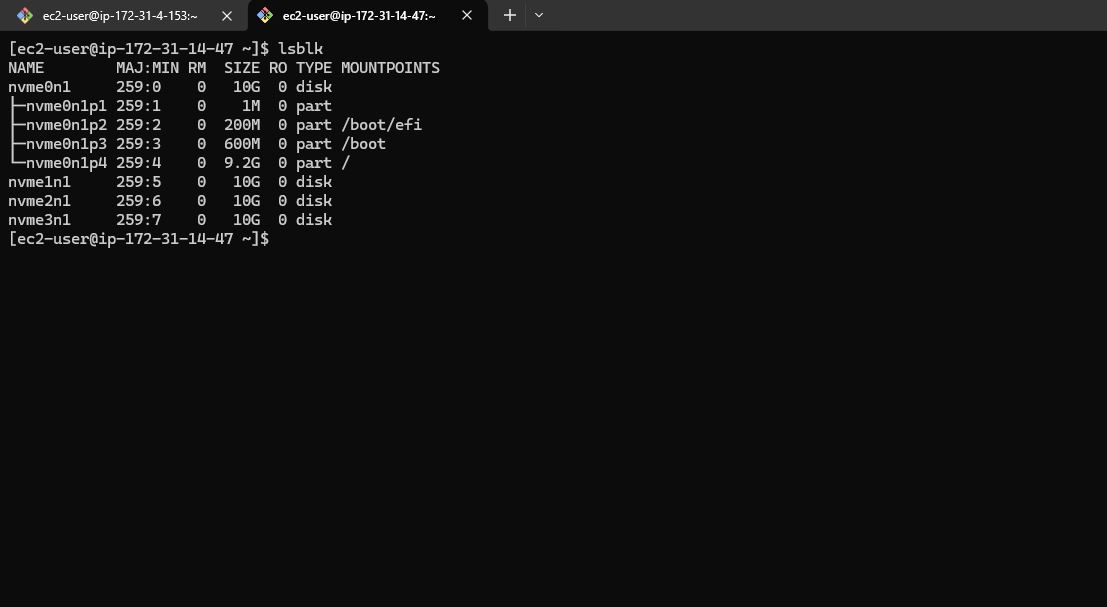 ec2-user@ip-172-31-4-153:~ ec2-user@ip-172-31-14-47:~
[ec2-user@ip-172-31-14-47 ~]$ lsblk
NAME        MAJ:MIN RM  SIZE RO TYPE MOUNTPOINTS
nvme0n1     259:0    0   10G  0 disk
├─nvme0n1p1 259:1    0    1M  0 part
├─nvme0n1p2 259:2    0  200M  0 part /boot/efi
├─nvme0n1p3 259:3    0  600M  0 part /boot
└─nvme0n1p4 259:4    0  9.2G  0 part /
nvme1n1     259:5    0   10G  0 disk
nvme2n1     259:6    0   10G  0 disk
nvme3n1     259:7    0   10G  0 disk
[ec2-user@ip-172-31-14-47 ~]$